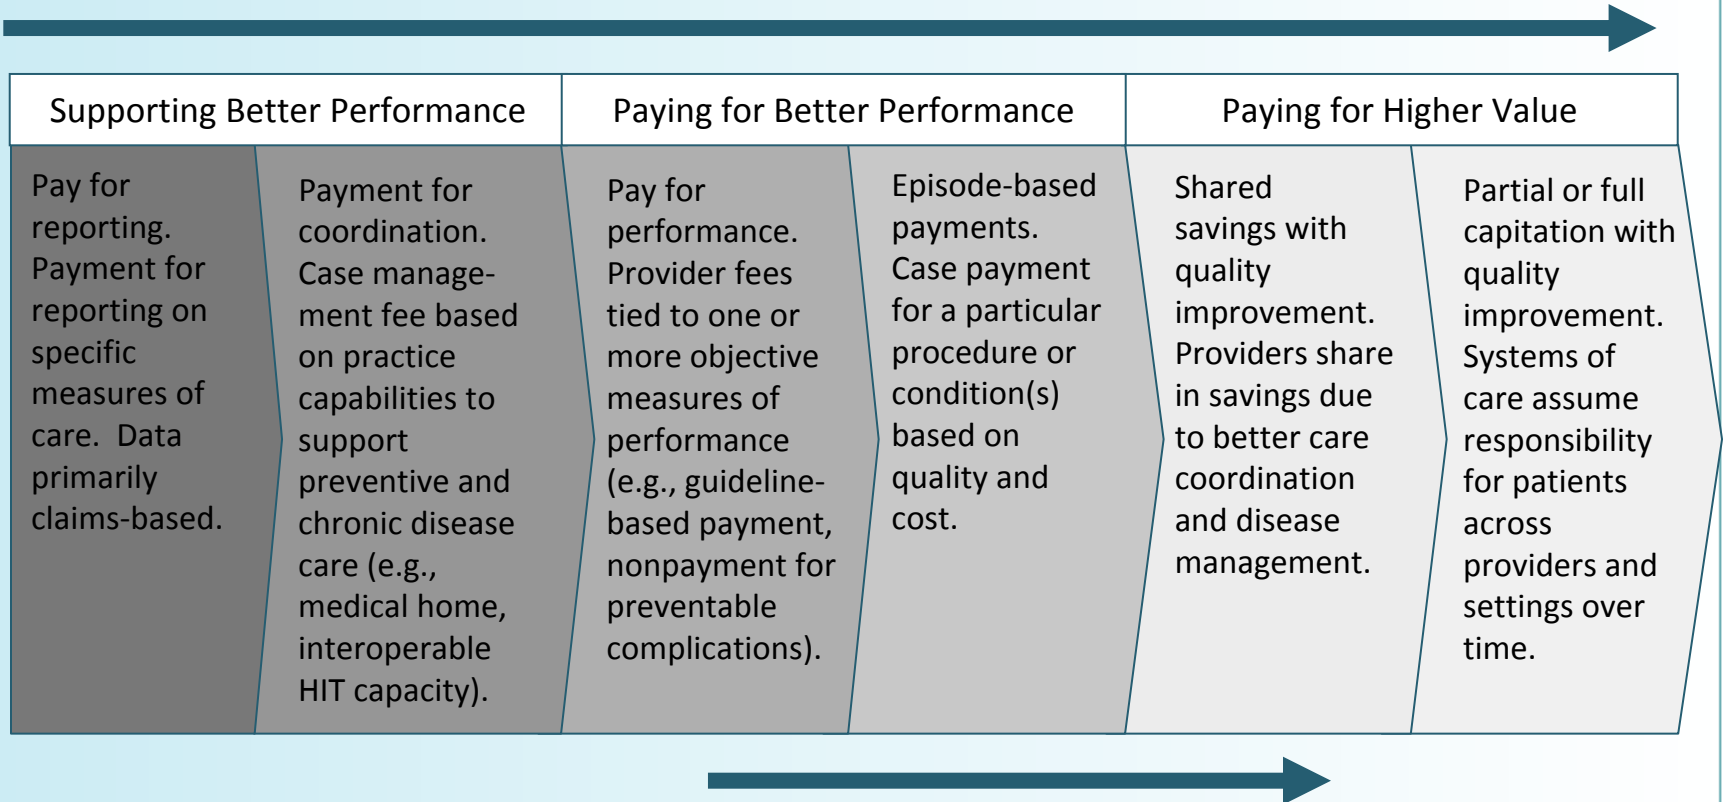 Supporting Better Performance
Paying for Better Performance
Paying for Higher Value
Pay for
reporting.
Payment for
reporting on
specific
measures of
care.  Data
primarily
claims-based.
Payment for
coordination.
Case manage-
ment fee based
on practice
capabilities to
support
preventive and
chronic disease
care (e.g.,
medical home,
interoperable
HIT capacity).
Pay for
performance.
Provider fees
tied to one or
more objective
measures of
performance
(e.g., guideline-
based payment,
nonpayment for
preventable
complications).
Episode-based
payments.
Case payment
for a particular
procedure or
condition(s)
based on
quality and
cost.
Shared
savings with
quality
improvement.
Providers share
in savings due
to better care
coordination
and disease
management.
Partial or full
capitation with
quality
improvement.
Systems of
care assume
responsibility
for patients
across
providers and
settings over
time.